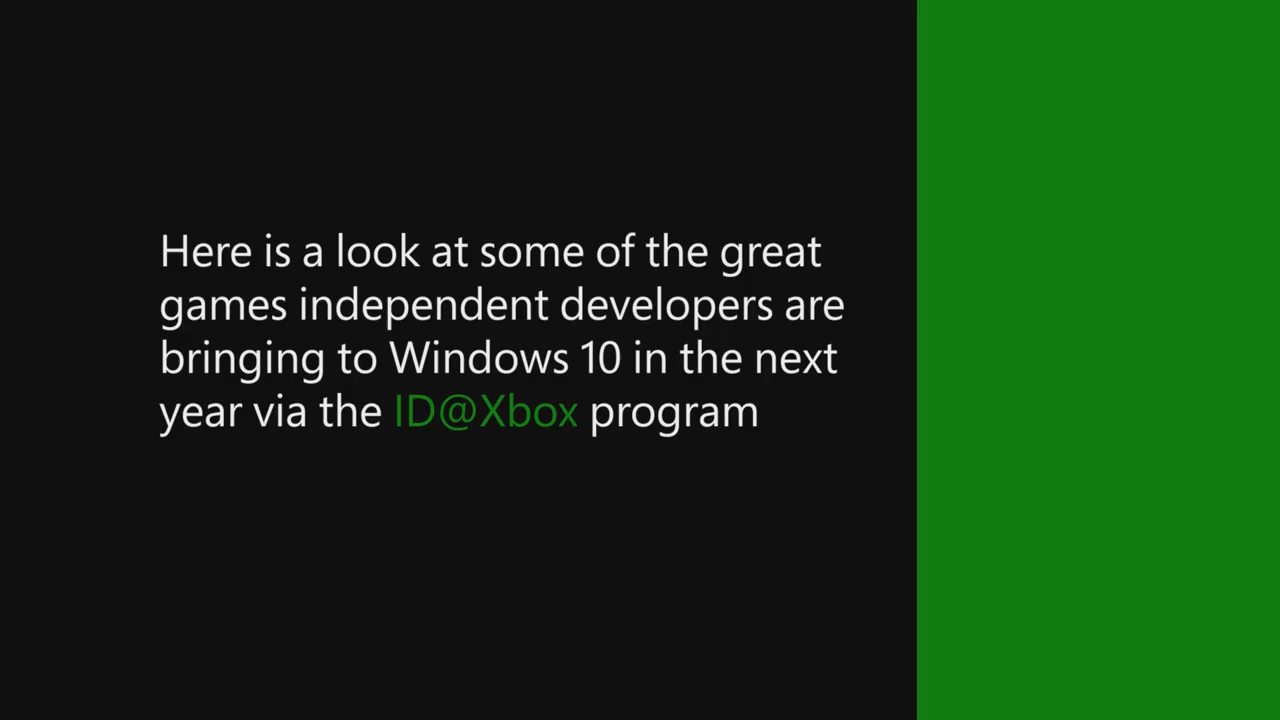 Here is a look at some of the great
games independent developers are
bringing to Windows 10 in the next
year via the ID@Xbox program